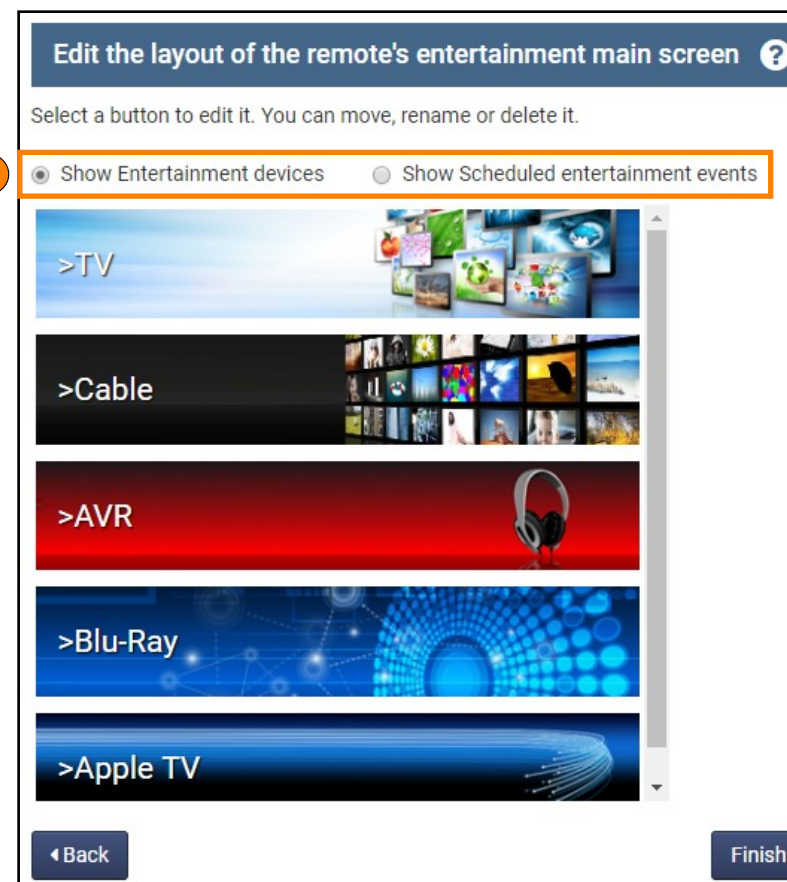 Edit the layout of the remote's entertainment main screen ?
Select a button to edit it. You can move, rename or delete it.
Show Entertainment devices Show Scheduled entertainment events
>TV
>Cable
>AVR
>Blu-Ray
>Apple TV
Back Finish